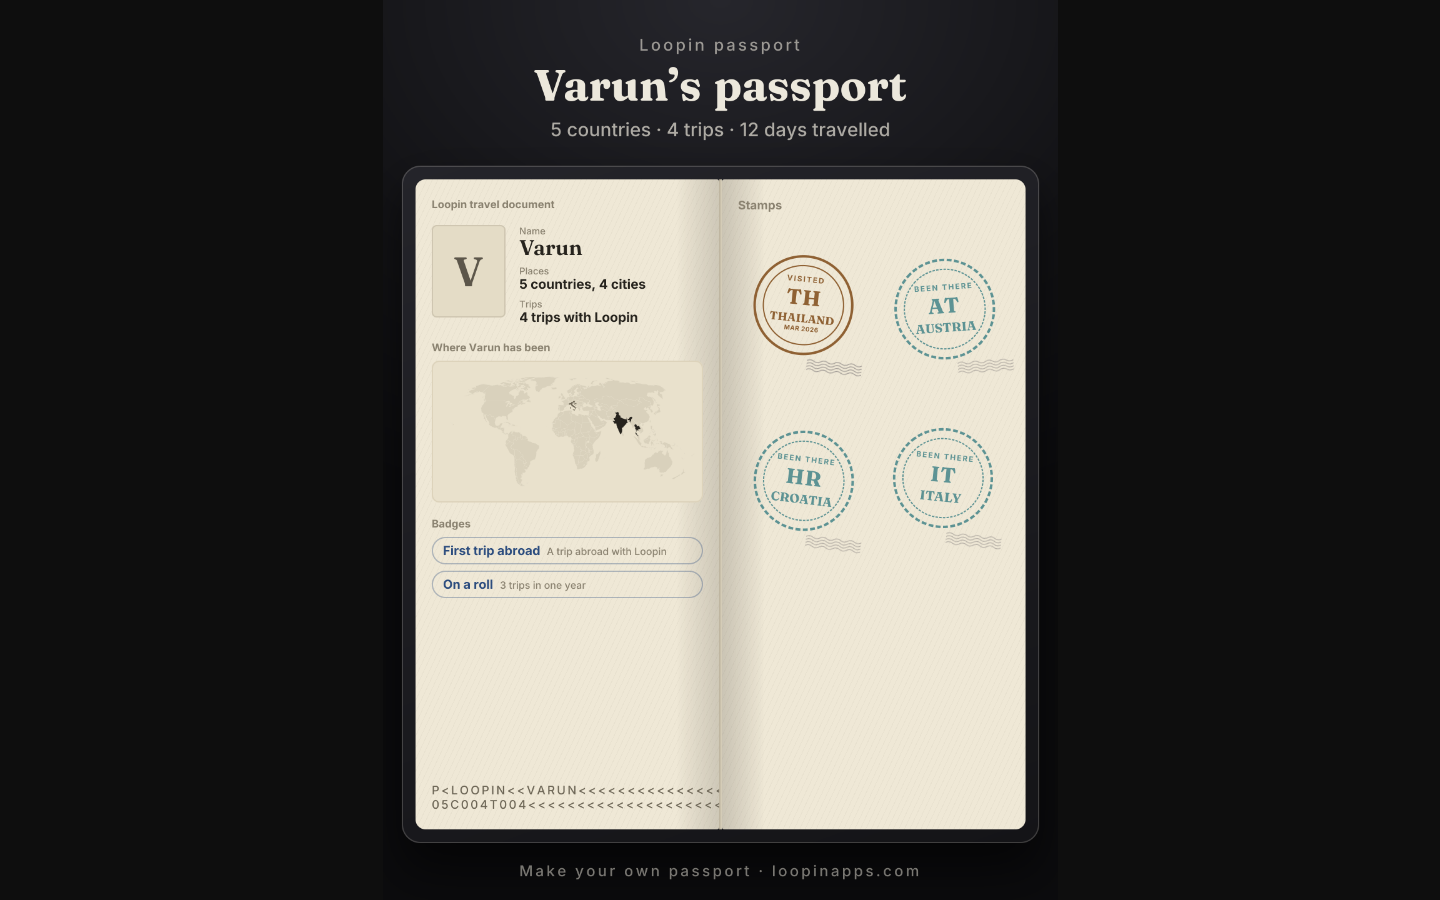 Loopin passport
Varun’s passport
5 countries · 4 trips · 12 days travelled
Loopin travel document
V
Name
Varun
Places
5 countries, 4 cities
Trips
4 trips with Loopin
Where Varun has been
Badges
First trip abroad A trip abroad with Loopin
On a roll 3 trips in one year
P<LOOPIN<<VARUN<<<<<<<<<<<<<<<
05C004T004<<<<<<<<<<<<<<<<<<<<
Stamps
VISITED
TH
THAILAND
MAR 2026
BEEN THERE
AT
AUSTRIA
BEEN THERE
HR
CROATIA
BEEN THERE
IT
ITALY
Make your own passport · loopinapps.com